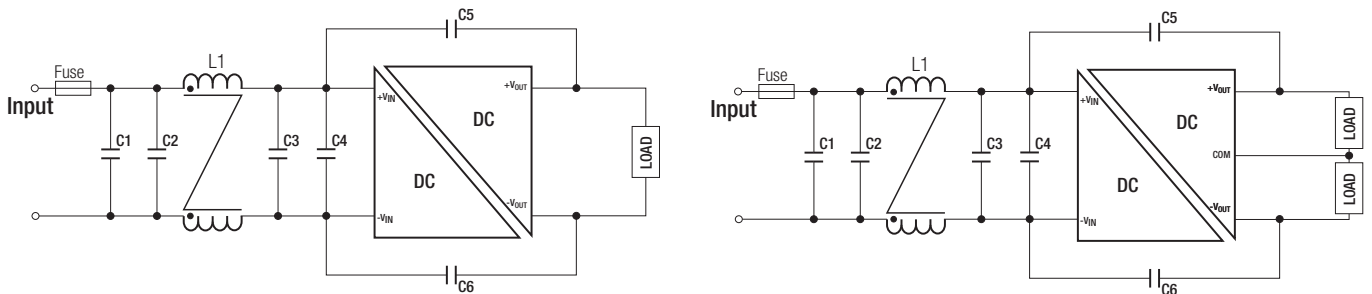 C5
L1
Fuse
Input
+VIN
+VOUT
DC
C1
C2
C3
C4
LOAD
DC
-VIN
-VOUT
C6
C5
L1
Fuse
Input
+VIN
+VOUT
DC
LOAD
C1
C2
C3
C4
COM
DC
LOAD
-VIN
-VOUT
C6